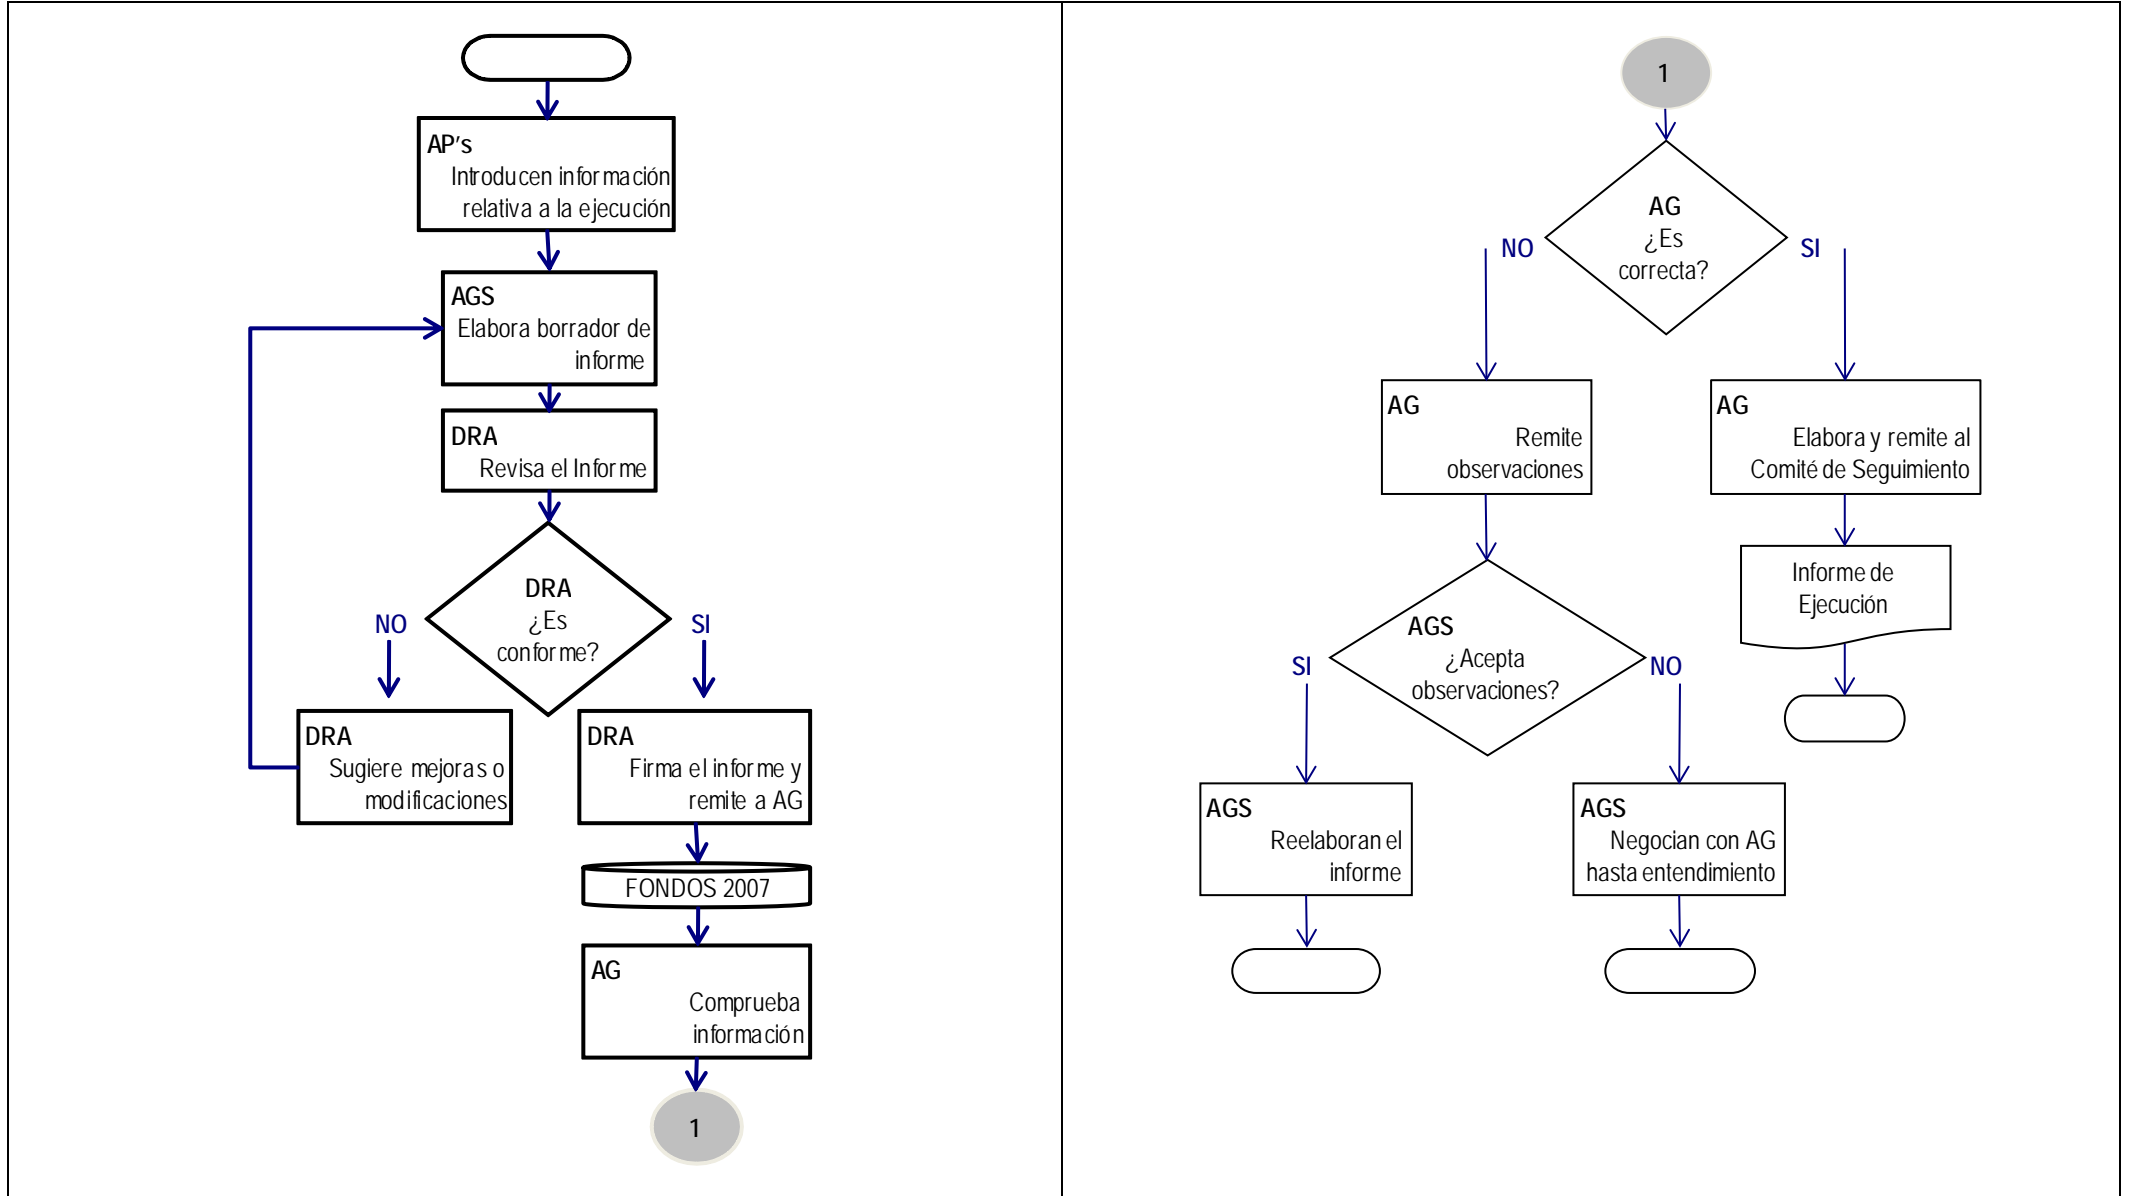 AP's
Introducen información
relativa a la ejecución
AGS
Elabora borrador de
informe
DRA
Revisa el Informe
DRA
¿Es
conforme?
NO
SI
DRA
Sugiere mejoras o
modificaciones
DRA
Firma el informe y
remite a AG
FONDOS 2007
AG
Comprueba
información
1
1
AG
¿Es
correcta?
NO
SI
AG
Remite
observaciones
AG
Elabora y remite al
Comité de Seguimiento
Informe de
Ejecución
AGS
¿Acepta
observaciones?
SI
NO
AGS
Reelaboran el
informe
AGS
Negocian con AG
hasta entendimiento